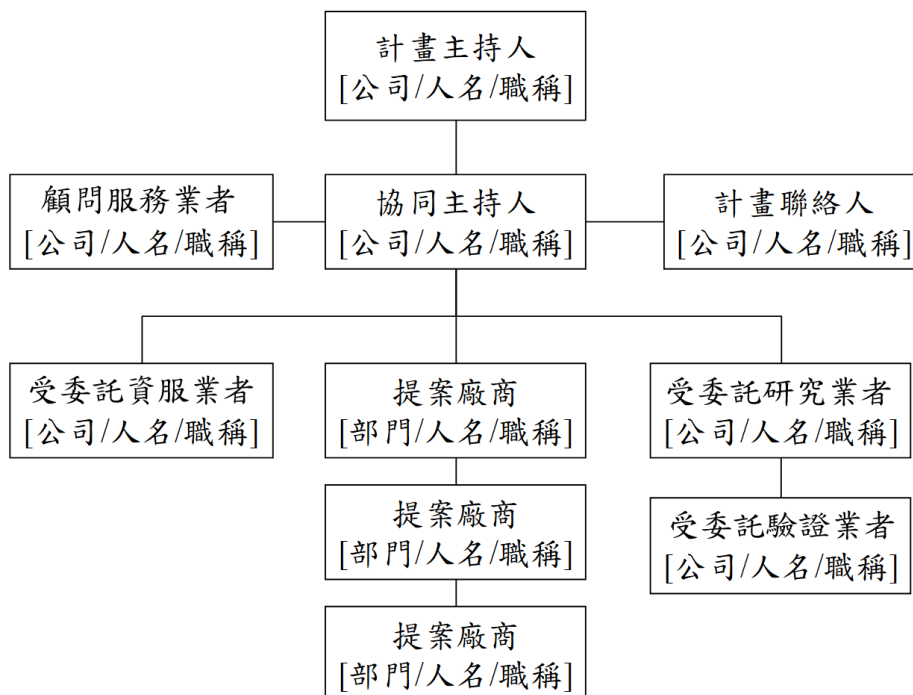 計畫主持人
[公司/人名/職稱]
顧問服務業者
[公司/人名/職稱]
協同主持人
[公司/人名/職稱]
計畫聯絡人
[公司/人名/職稱]
受委託資服業者
[公司/人名/職稱]
提案廠商
[部門/人名/職稱]
受委託研究業者
[公司/人名/職稱]
提案廠商
[部門/人名/職稱]
受委託驗證業者
[公司/人名/職稱]
提案廠商
[部門/人名/職稱]